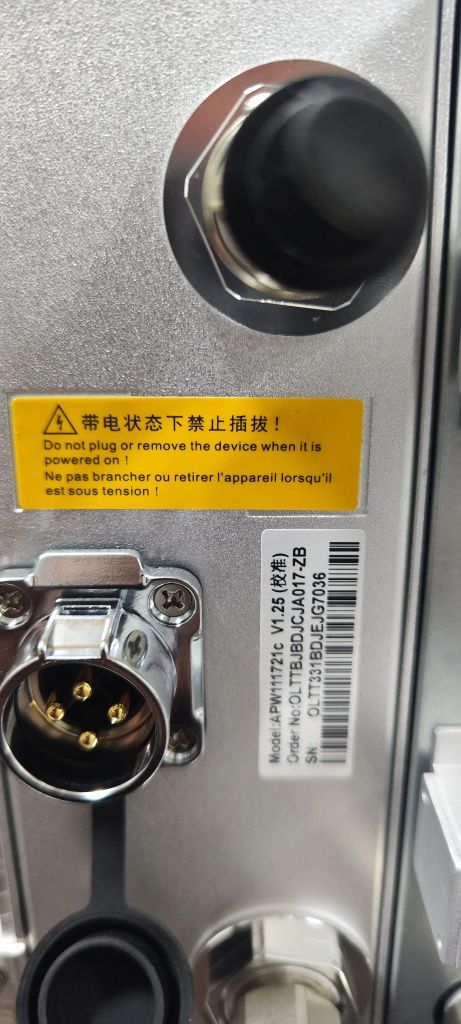 带电状态下禁止插拔！
Do not plug or remove the device when it is
powered on！
Ne pas brancher ou retirer l'appareil lorsqu'il
est sous tension！
Model:APW111721c V1.25 (校准)
Order No:OLTTBJBDJCJA017-ZB
SN: OLTT331BDJEJG7036